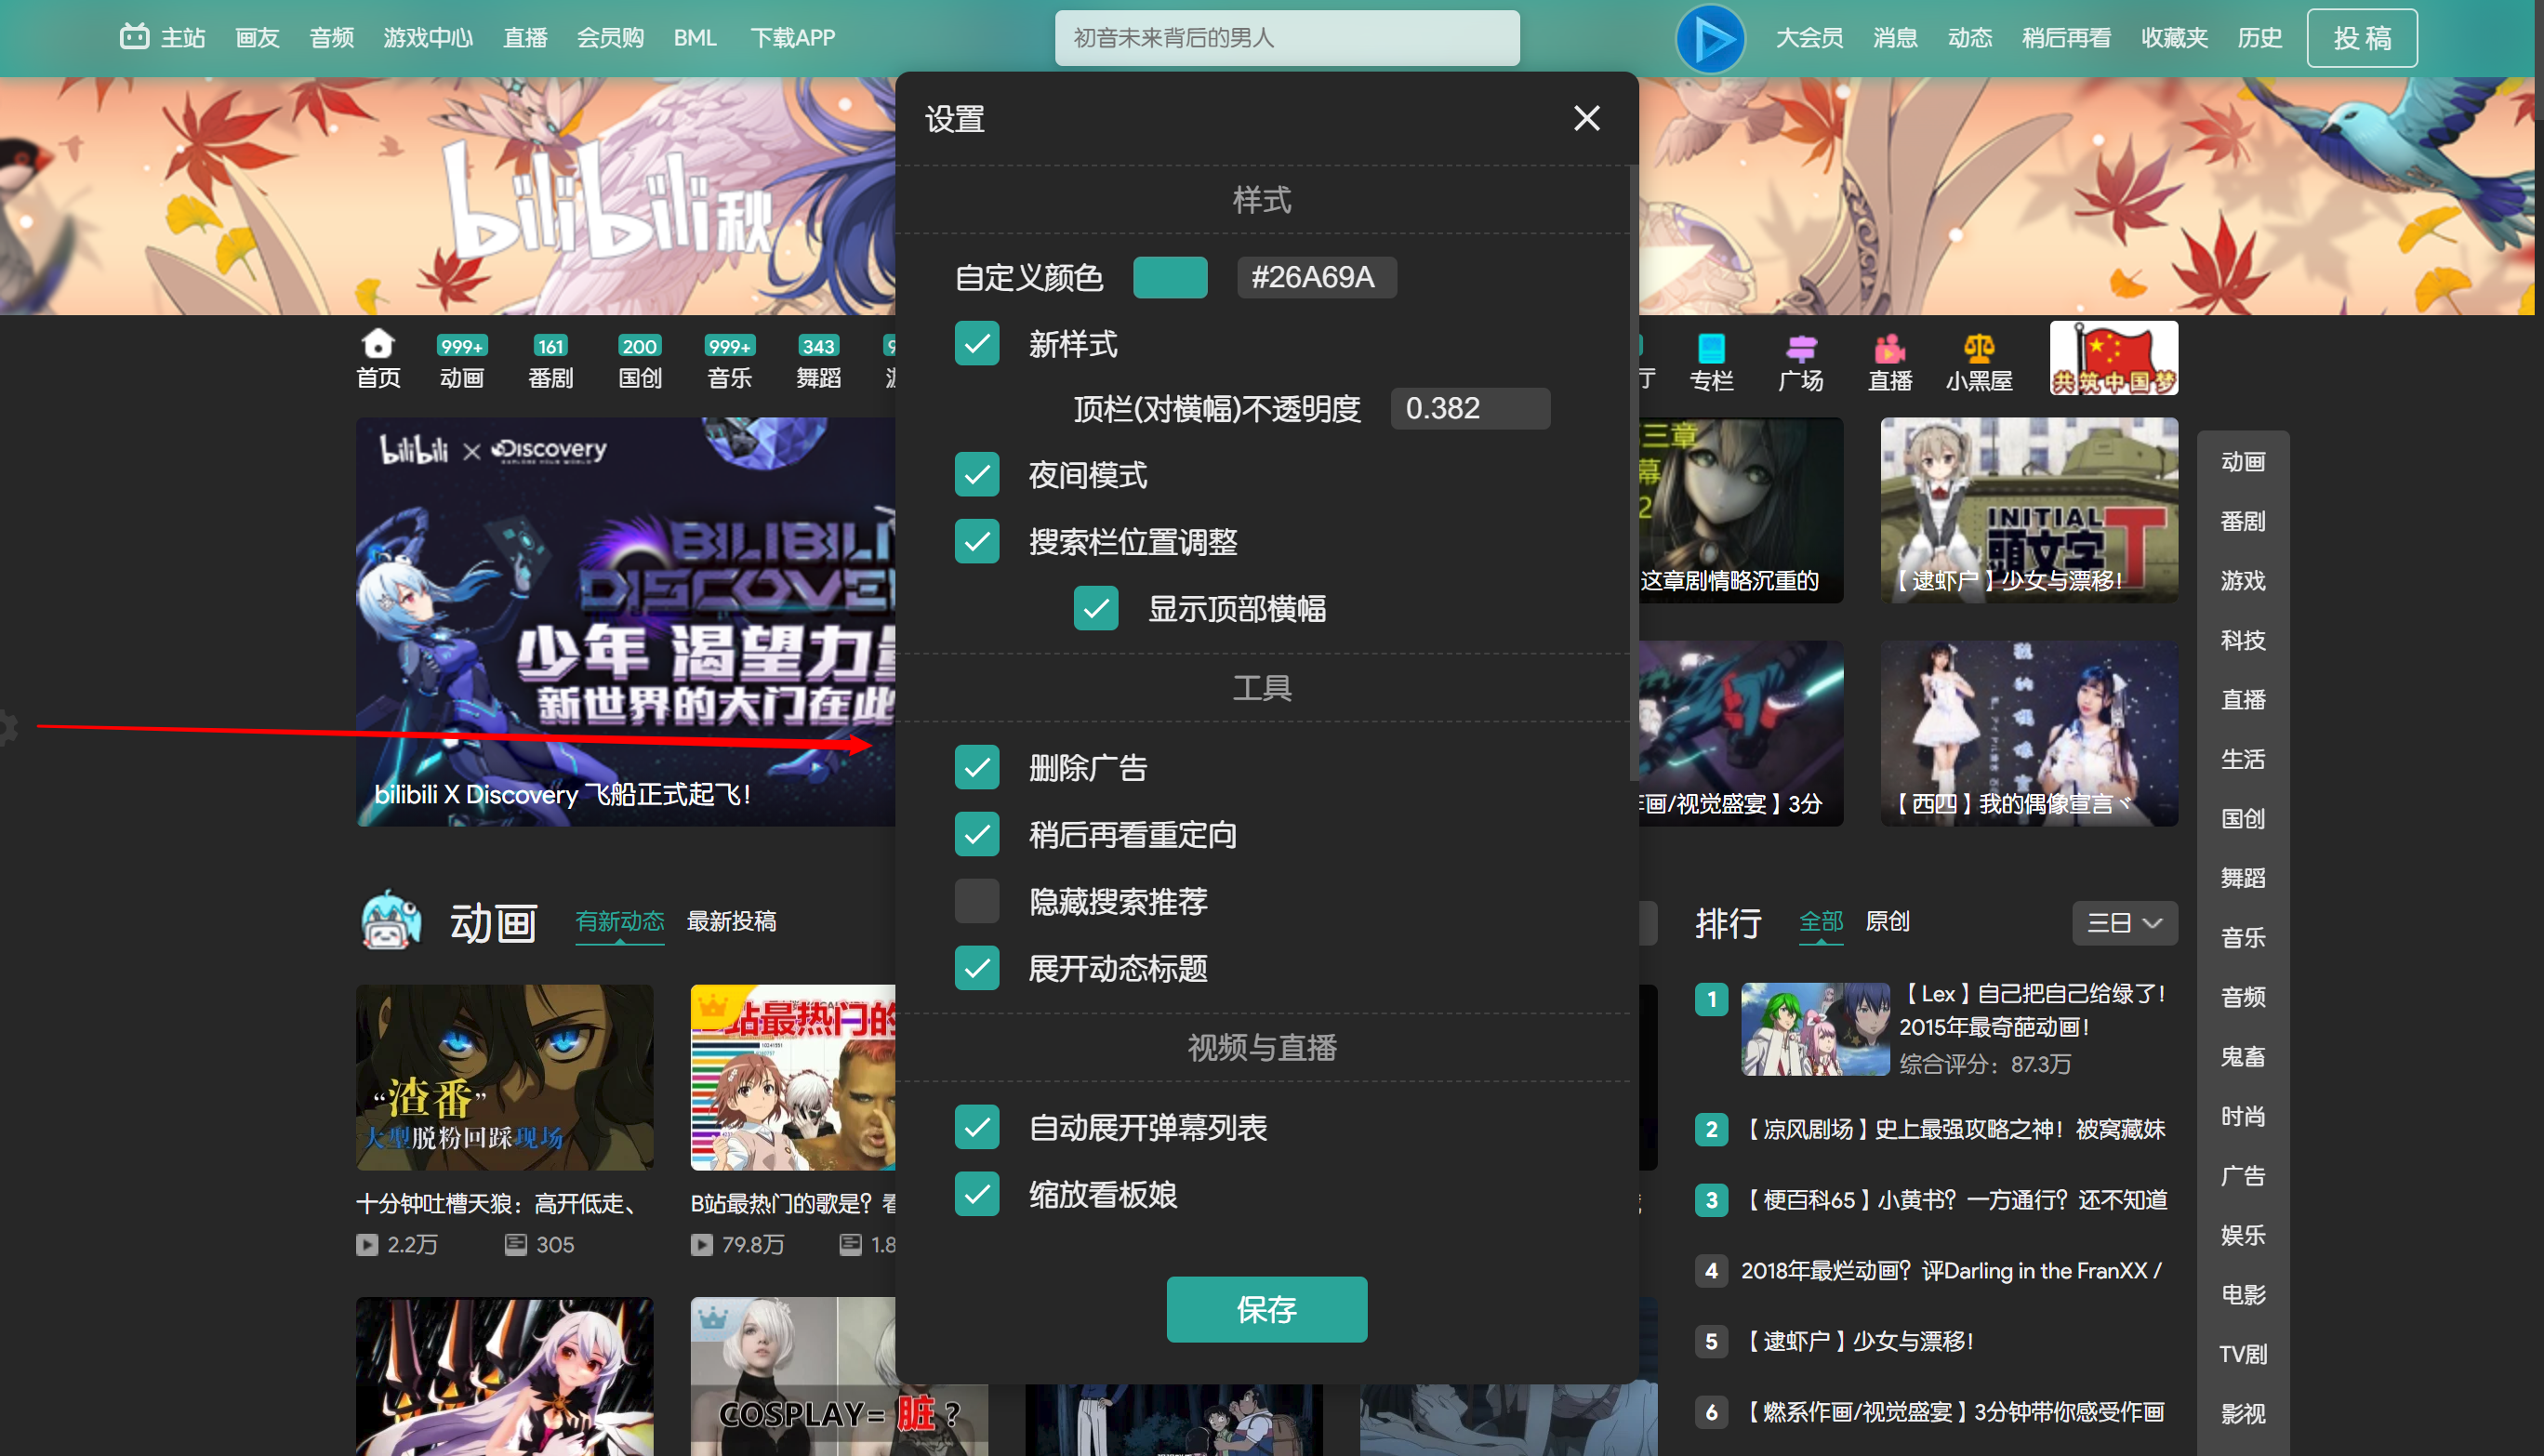 主站 画友 音频 游戏中心 直播 会员购 BML 下载APP 初音未来背后的男人 大会员 消息 动态 稍后再看 收藏夹 历史 投稿
bilibili秋
设置
样式
自定义颜色 #26A69A
新样式
顶栏(对横幅)不透明度 0.382
夜间模式
搜索栏位置调整
显示顶部横幅
工具
删除广告
稍后再看重定向
隐藏搜索推荐
展开动态标题
视频与直播
自动展开弹幕列表
缩放看板娘
保存
999+ 161 200 999+ 343
首页 动画 番剧 国创 音乐 舞蹈
专栏 广场 直播 小黑屋
共筑中国梦
bilibili × Discovery
EXPLORE YOUR WORLD
BILIBILI
DISCOVE
少年 渴望力
新世界的大门在此
bilibili X Discovery 飞船正式起飞！
三章
幕
2
这章剧情略沉重的
INITIAL T
頭文字
【逮虾户】少女与漂移！
画/视觉盛宴】3分
【西四】我的偶像宣言ヾ
动画
番剧
游戏
科技
直播
生活
国创
舞蹈
音乐
音频
鬼畜
时尚
广告
娱乐
电影
TV剧
影视
动画 有新动态 最新投稿
“渣番”
大型脱粉回踩现场
十分钟吐槽天狼：高开低走、
2.2万 305
B站最热门的
B站最热门的歌是？看
79.8万 1.8
COSPLAY=脏？
排行 全部 原创 三日
1 【Lex】自己把自己给绿了！
2015年最奇葩动画！
综合评分：87.3万
2 【凉风剧场】史上最强攻略之神！被窝藏妹
3 【梗百科65】小黄书？一方通行？还不知道
4 2018年最烂动画？评Darling in the FranXX /
5 【逮虾户】少女与漂移！
6 【燃系作画/视觉盛宴】3分钟带你感受作画